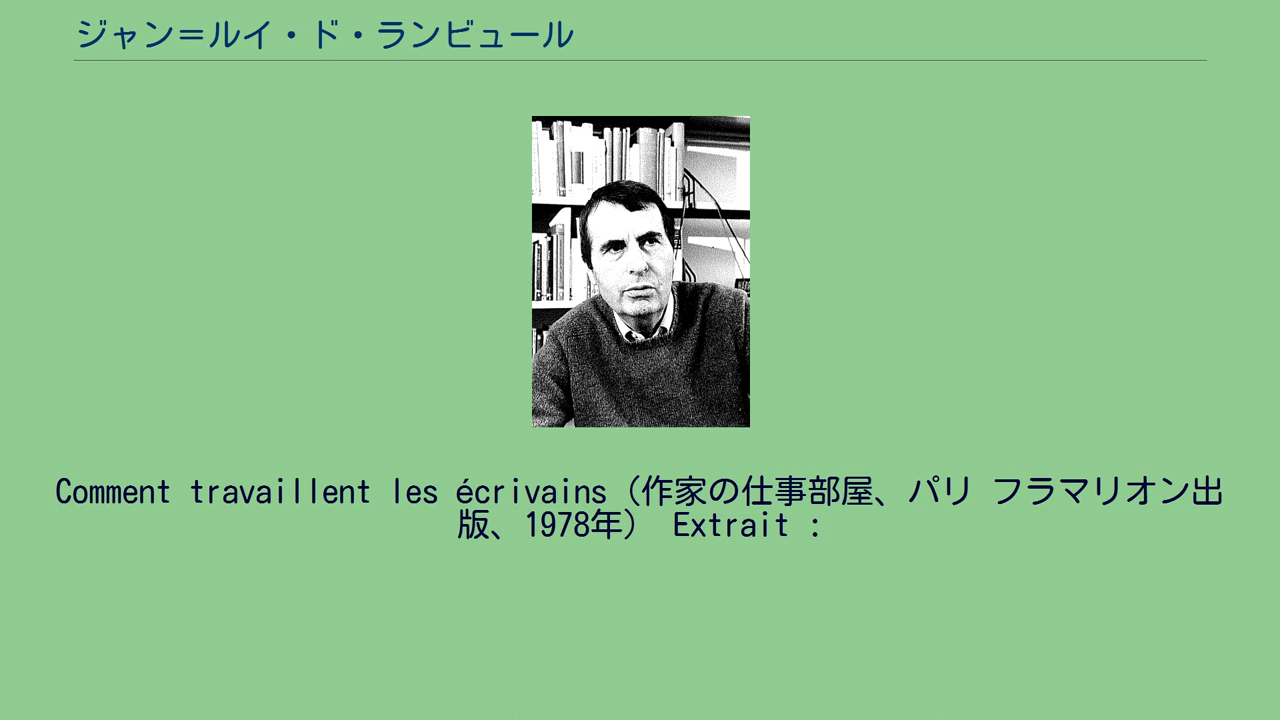 ジャン＝ルイ・ド・ランビュール
Comment travaillent les écrivains（作家の仕事部屋、パリ フラマリオン出
版、1978年） Extrait :